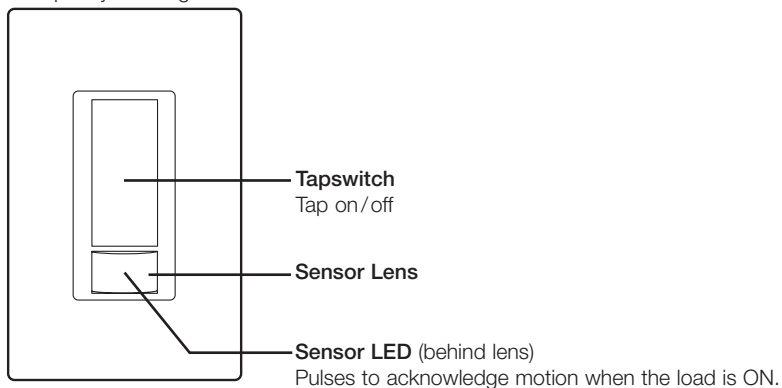 Tapswitch
Tap on/off
Sensor Lens
Sensor LED (behind lens)
Pulses to acknowledge motion when the load is ON.